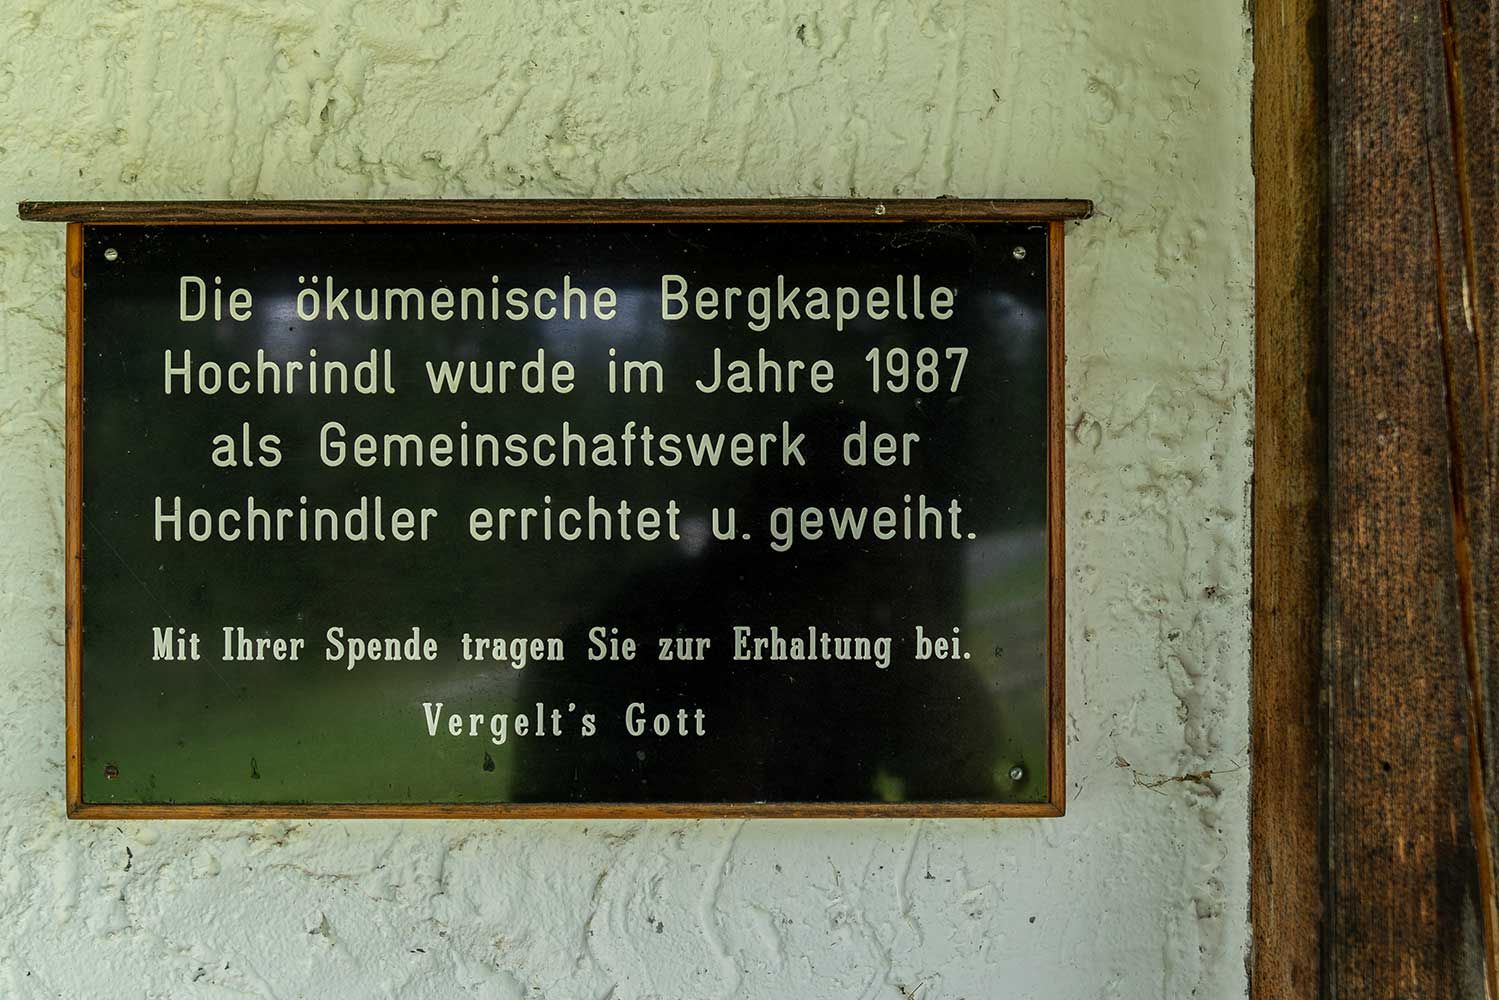 Die ökumenische Bergkapelle
Hochrindl wurde im Jahre 1987
als Gemeinschaftswerk der
Hochrindler errichtet u. geweiht.
Mit Ihrer Spende tragen Sie zur Erhaltung bei.
Vergelt's Gott